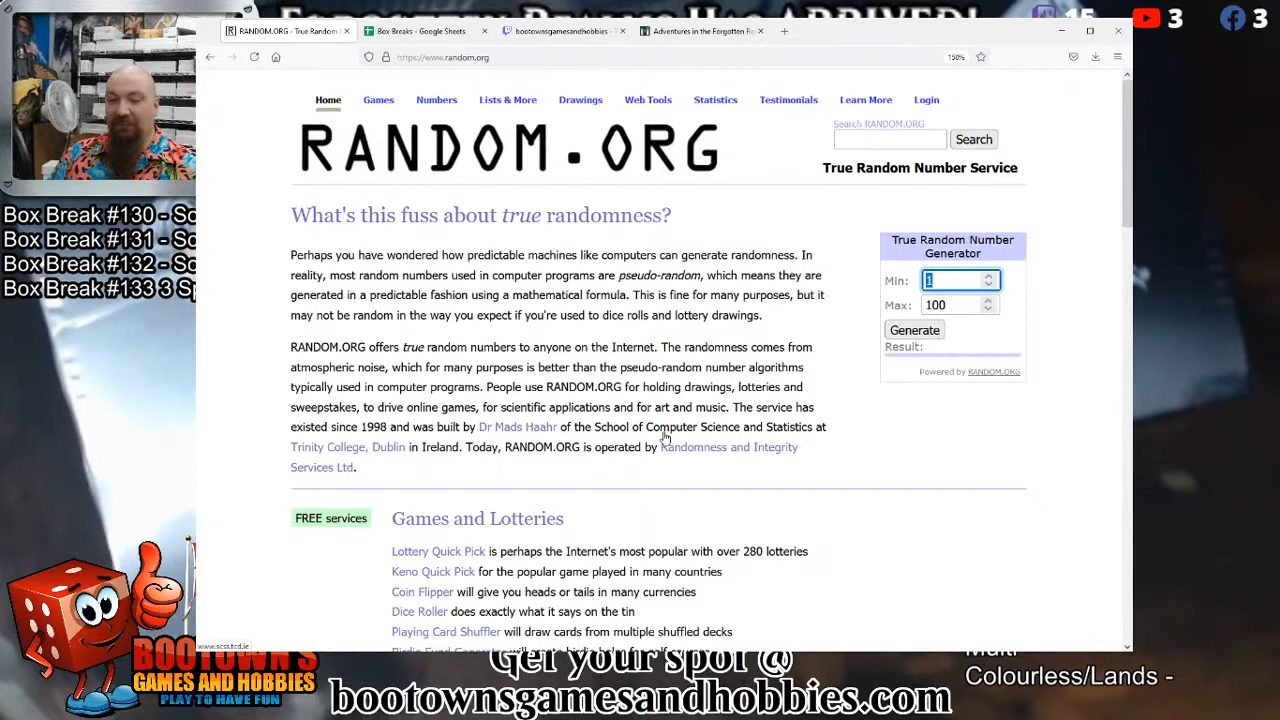 Forgotten Realms Has ARRIVED!
15
3
3
RANDOM.ORG - True Random
Box Breaks - Google Sheets
bootownsgamesandhobbies -
Adventures in the Forgotten Re
https://www.random.org
150%
Home Games Numbers Lists & More Drawings Web Tools Statistics Testimonials Learn More Login
RANDOM.ORG
Search RANDOM.ORG
Search
True Random Number Service
What's this fuss about true randomness?
Perhaps you have wondered how predictable machines like computers can generate randomness. In
reality, most random numbers used in computer programs are pseudo-random, which means they are
generated in a predictable fashion using a mathematical formula. This is fine for many purposes, but it
may not be random in the way you expect if you're used to dice rolls and lottery drawings.
RANDOM.ORG offers true random numbers to anyone on the Internet. The randomness comes from
atmospheric noise, which for many purposes is better than the pseudo-random number algorithms
typically used in computer programs. People use RANDOM.ORG for holding drawings, lotteries and
sweepstakes, to drive online games, for scientific applications and for art and music. The service has
existed since 1998 and was built by Dr Mads Haahr of the School of Computer Science and Statistics at
Trinity College, Dublin in Ireland. Today, RANDOM.ORG is operated by Randomness and Integrity
Services Ltd.
True Random Number
Generator
Min: 1
Max: 100
Generate
Result:
Powered by RANDOM.ORG
FREE services
Games and Lotteries
Lottery Quick Pick is perhaps the Internet's most popular with over 280 lotteries
Keno Quick Pick for the popular game played in many countries
Coin Flipper will give you heads or tails in many currencies
Dice Roller does exactly what it says on the tin
Playing Card Shuffler will draw cards from multiple shuffled decks
www.scss.tcd.ie
Box Break #130 - So
Box Break #131 - So
Box Break #132 - So
Box Break #133 3 Sp
BOOTOWN'S
GAMES AND HOBBIES
PLAY TO HAVE FUN
Get your spot @
bootownsgamesandhobbies.com
Multi -
Colourless/Lands -